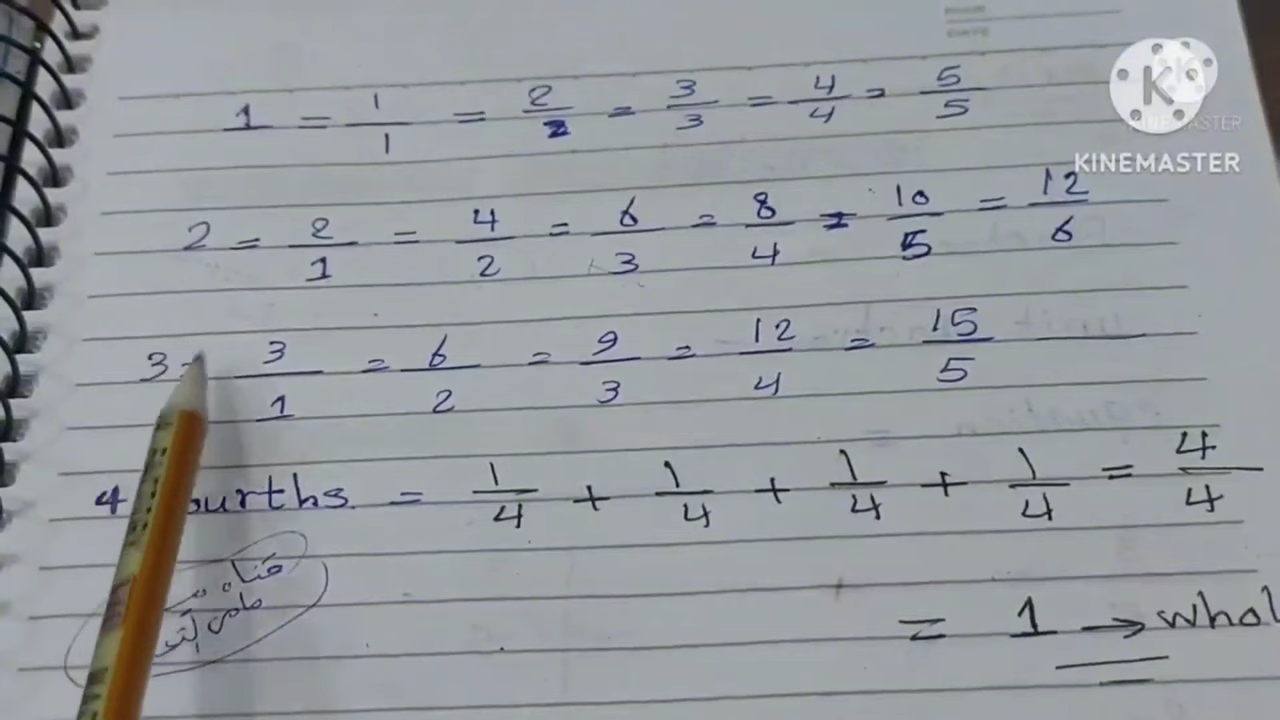 KINEMASTER
1 = 1/1 = 2/2 = 3/3 = 4/4 = 5/5
2 = 2/1 = 4/2 = 6/3 = 8/4 = 10/5 = 12/6
3 = 3/1 = 6/2 = 9/3 = 12/4 = 15/5
4 ourths = 1/4 + 1/4 + 1/4 + 1/4 = 4/4
قناة
= 1 → whol